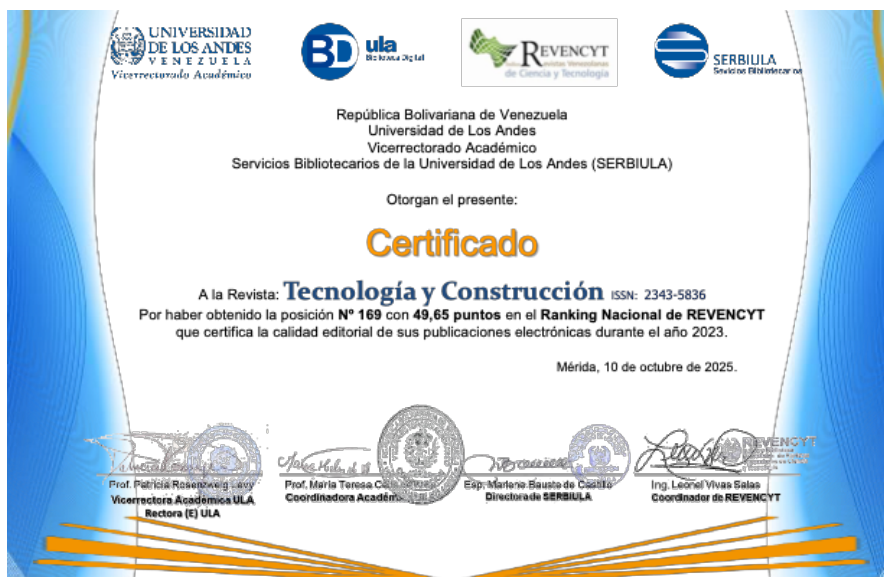 UNIVERSIDAD
DE LOS ANDES
VENEZUELA
Vicerrectorado Académico
BD ula
Biblioteca Digital
REVENCYT
Revistas Venezolanas
de Ciencia y Tecnología
SERBIULA
Sevicios Bibliotecarios
República Bolivariana de Venezuela
Universidad de Los Andes
Vicerrectorado Académico
Servicios Bibliotecarios de la Universidad de Los Andes (SERBIULA)
Otorgan el presente:
Certificado
A la Revista: Tecnología y Construcción ISSN: 2343-5836
Por haber obtenido la posición Nº 169 con 49,65 puntos en el Ranking Nacional de REVENCYT
que certifica la calidad editorial de sus publicaciones electrónicas durante el año 2023.
Mérida, 10 de octubre de 2025.
REVENCYT
Prof. Patricia Rosenzweig Levy
Vicerrectora Académica ULA
Rectora (E) ULA
Prof. Maria Teresa
Coordinadora
Esp. Marlene Bauste de Castillo
Directora de SERBIULA
Ing. Leonel Vivas Salas
Coordinador de REVENCYT